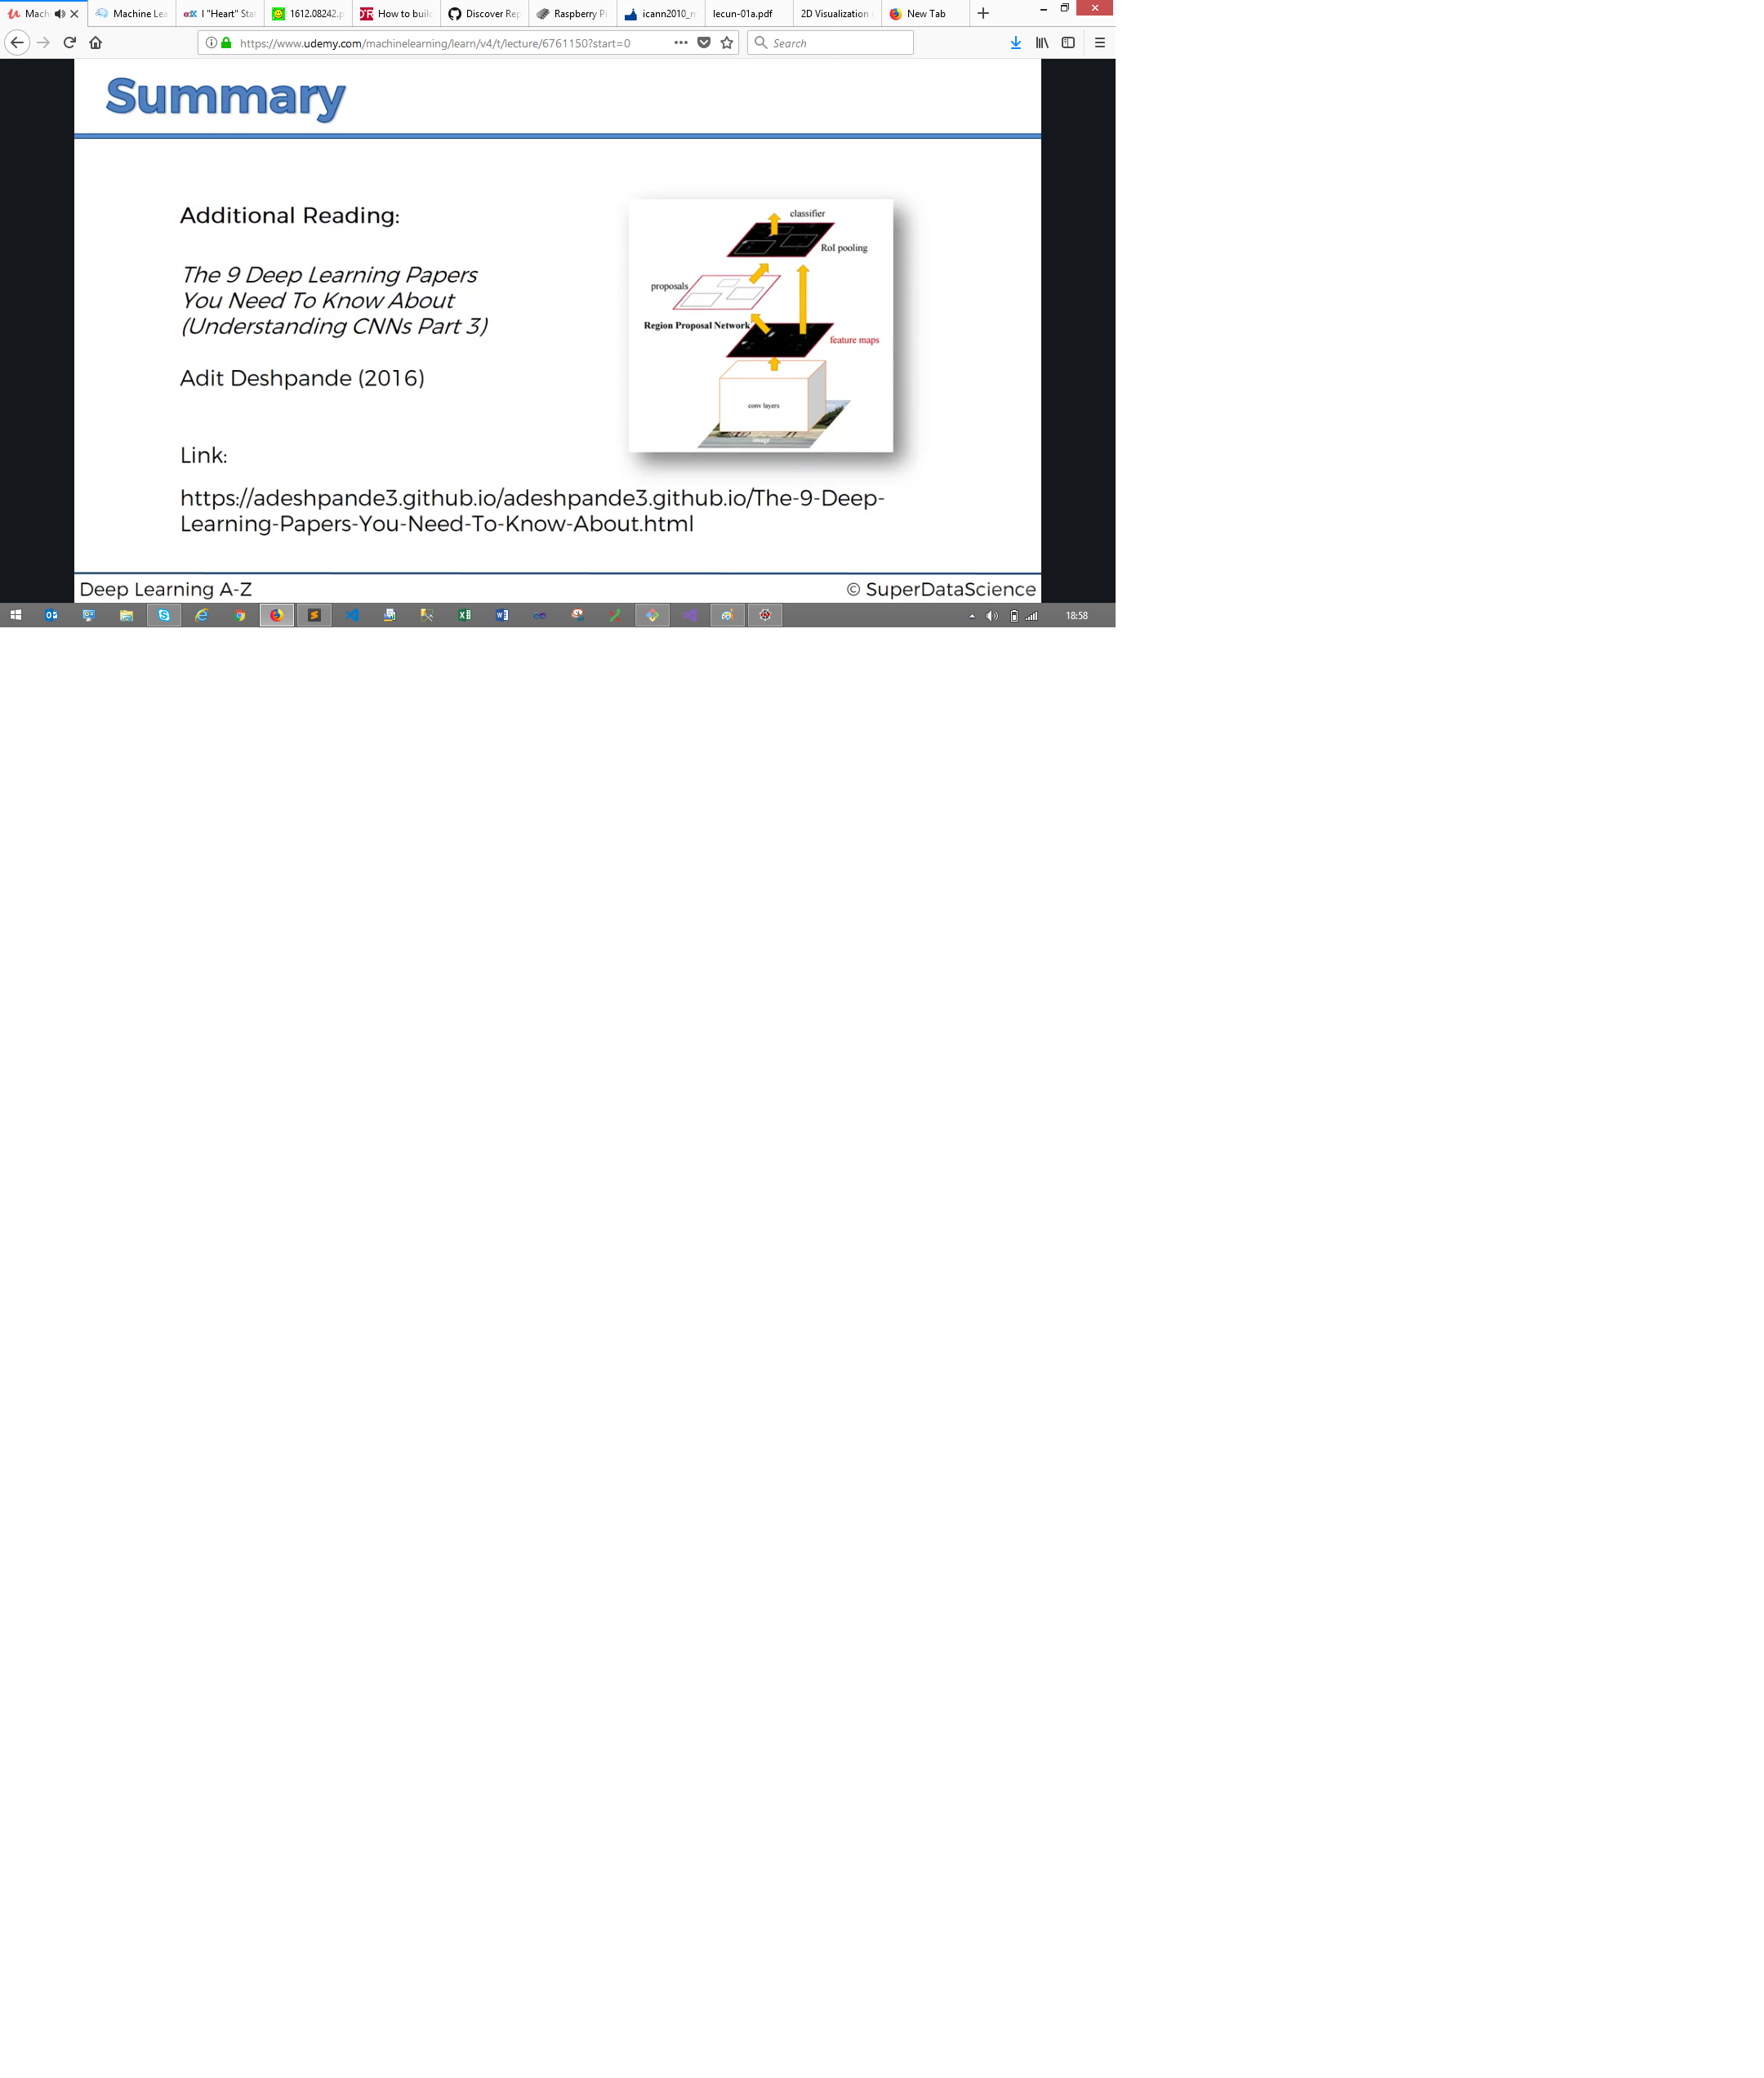 Mach
Machine Lea
I "Heart" Stat
1612.08242.p
How to build
Discover Rep
Raspberry Pi
icann2010_m
lecun-01a.pdf
2D Visualization
New Tab
https://www.udemy.com/machinelearning/learn/v4/t/lecture/6761150?start=0
Search
Summary
Additional Reading:
The 9 Deep Learning Papers
You Need To Know About
(Understanding CNNs Part 3)
Adit Deshpande (2016)
classifier
RoI pooling
proposals
Region Proposal Network
feature maps
conv layers
image
Link:
https://adeshpande3.github.io/adeshpande3.github.io/The-9-Deep-
Learning-Papers-You-Need-To-Know-About.html
Deep Learning A-Z
© SuperDataScience
18:58